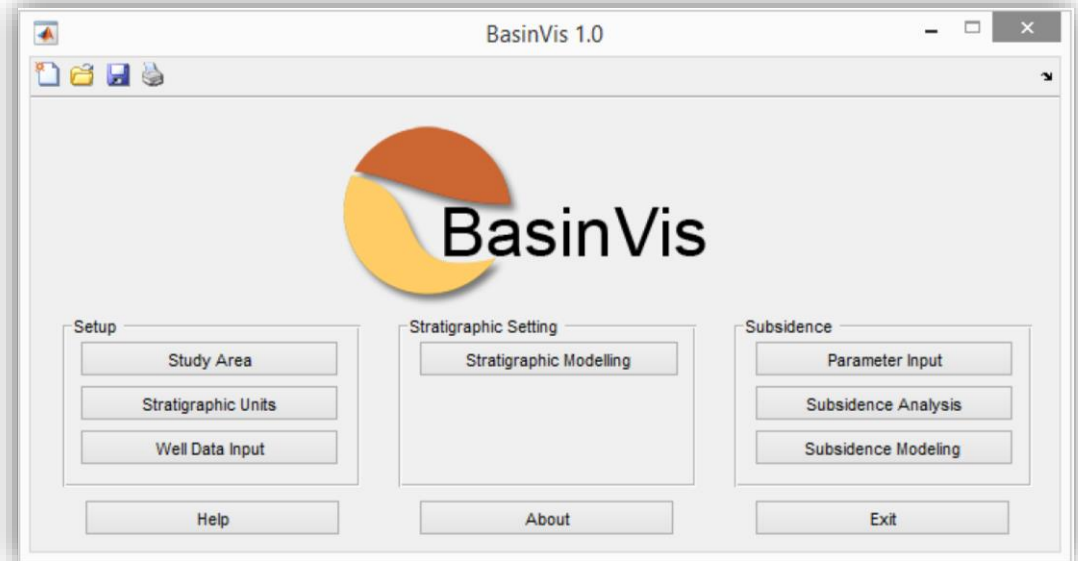 BasinVis 1.0
BasinVis
Setup
Study Area
Stratigraphic Units
Well Data Input
Stratigraphic Setting
Stratigraphic Modelling
Subsidence
Parameter Input
Subsidence Analysis
Subsidence Modeling
Help
About
Exit